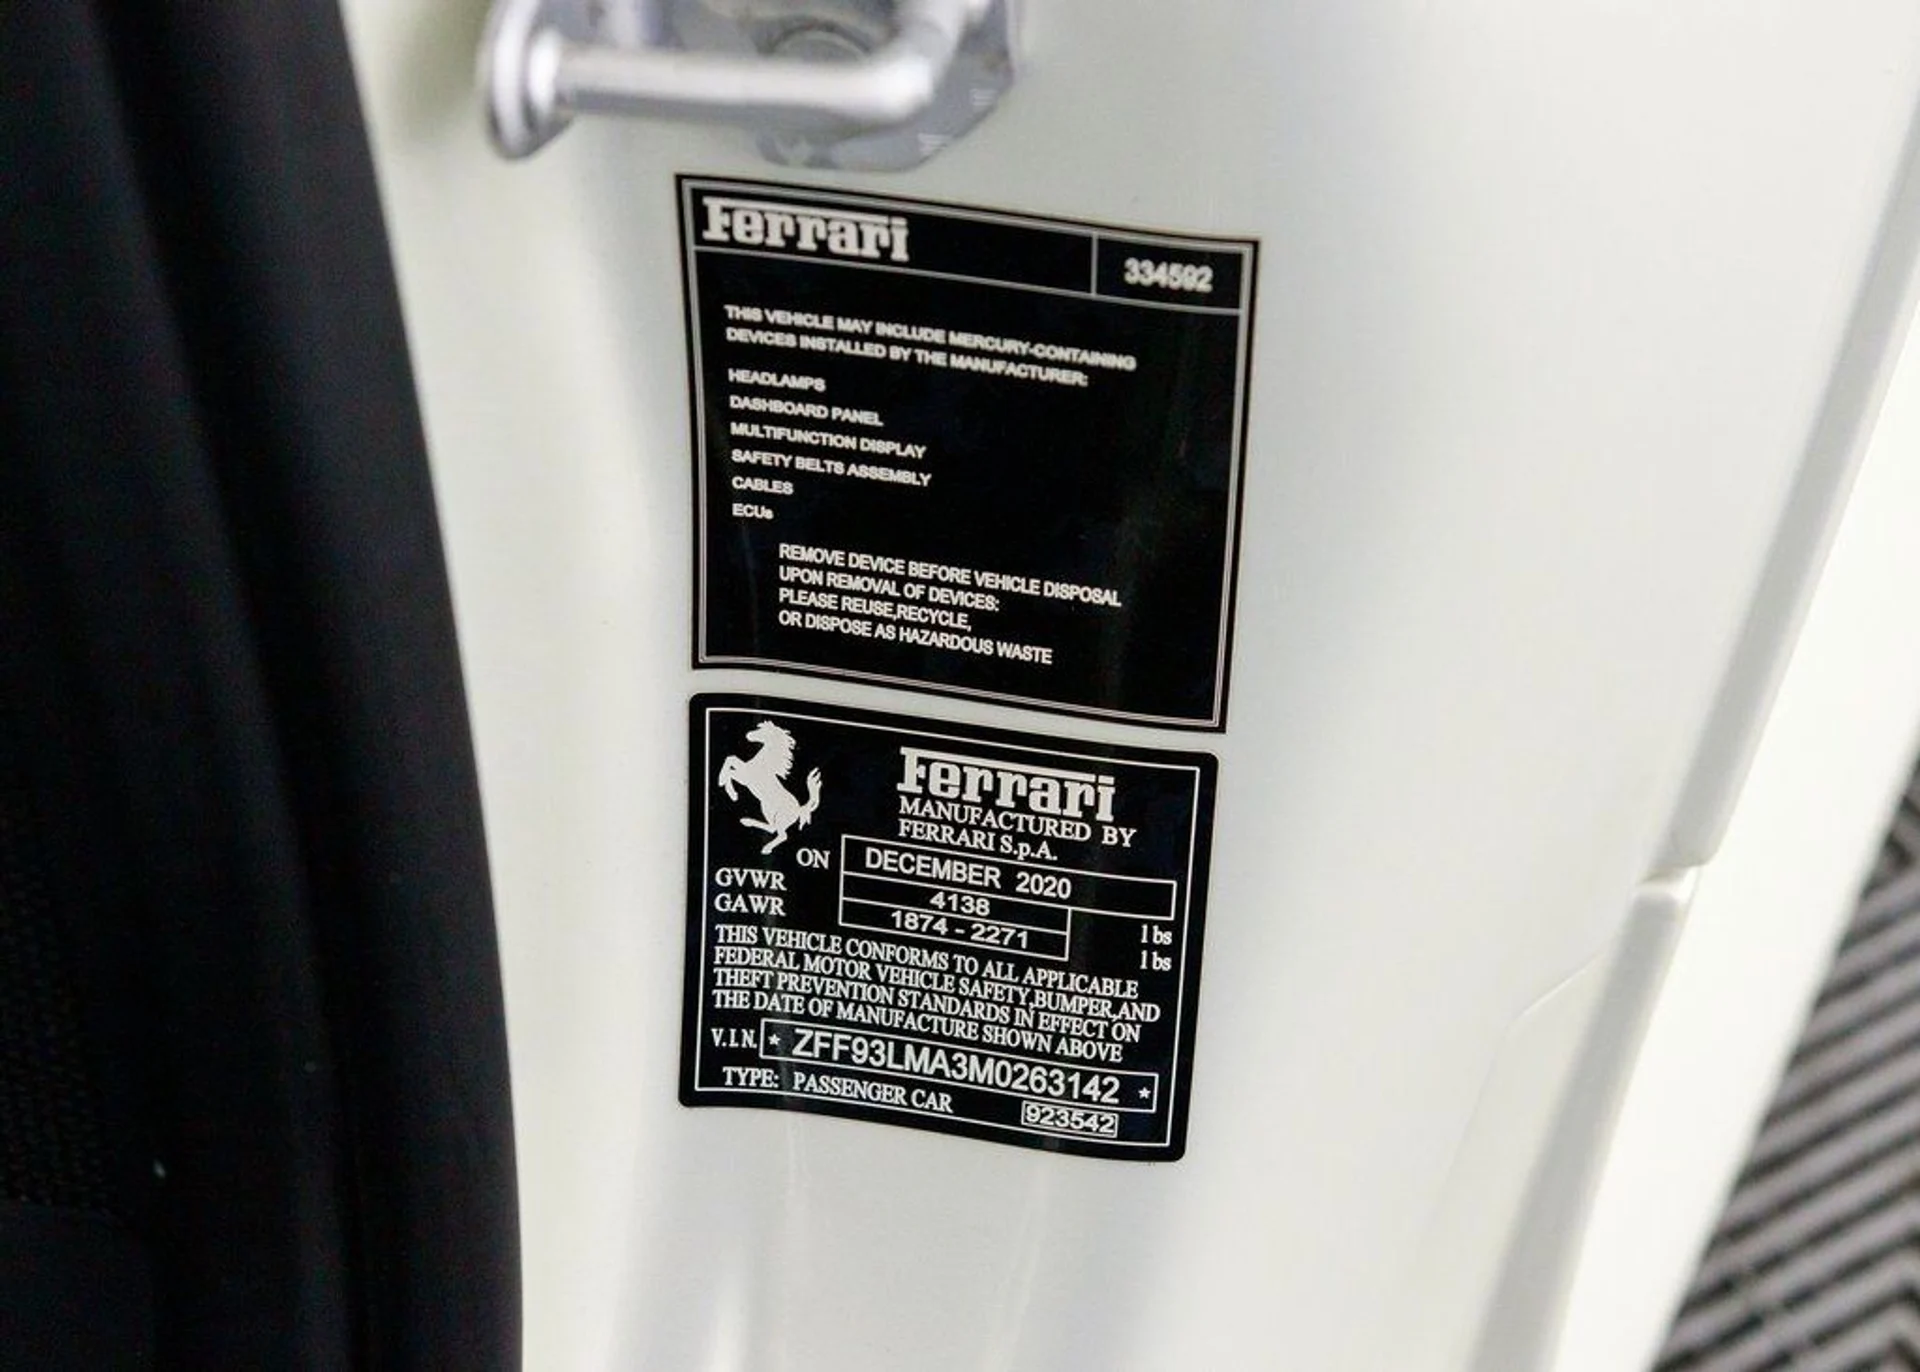 Ferrari 334592
THIS VEHICLE MAY INCLUDE MERCURY-CONTAINING
DEVICES INSTALLED BY THE MANUFACTURER:
HEADLAMPS
DASHBOARD PANEL
MULTIFUNCTION DISPLAY
SAFETY BELTS ASSEMBLY
CABLES
ECUs
REMOVE DEVICE BEFORE VEHICLE DISPOSAL
UPON REMOVAL OF DEVICES:
PLEASE REUSE,RECYCLE,
OR DISPOSE AS HAZARDOUS WASTE
Ferrari
MANUFACTURED BY
FERRARI S.p.A.
ON DECEMBER 2020
GVWR 4138 lbs
GAWR 1874 - 2271 lbs
THIS VEHICLE CONFORMS TO ALL APPLICABLE
FEDERAL MOTOR VEHICLE SAFETY,BUMPER,AND
THEFT PREVENTION STANDARDS IN EFFECT ON
THE DATE OF MANUFACTURE SHOWN ABOVE
V.I.N. * ZFF93LMA3M0263142 *
TYPE: PASSENGER CAR 923542